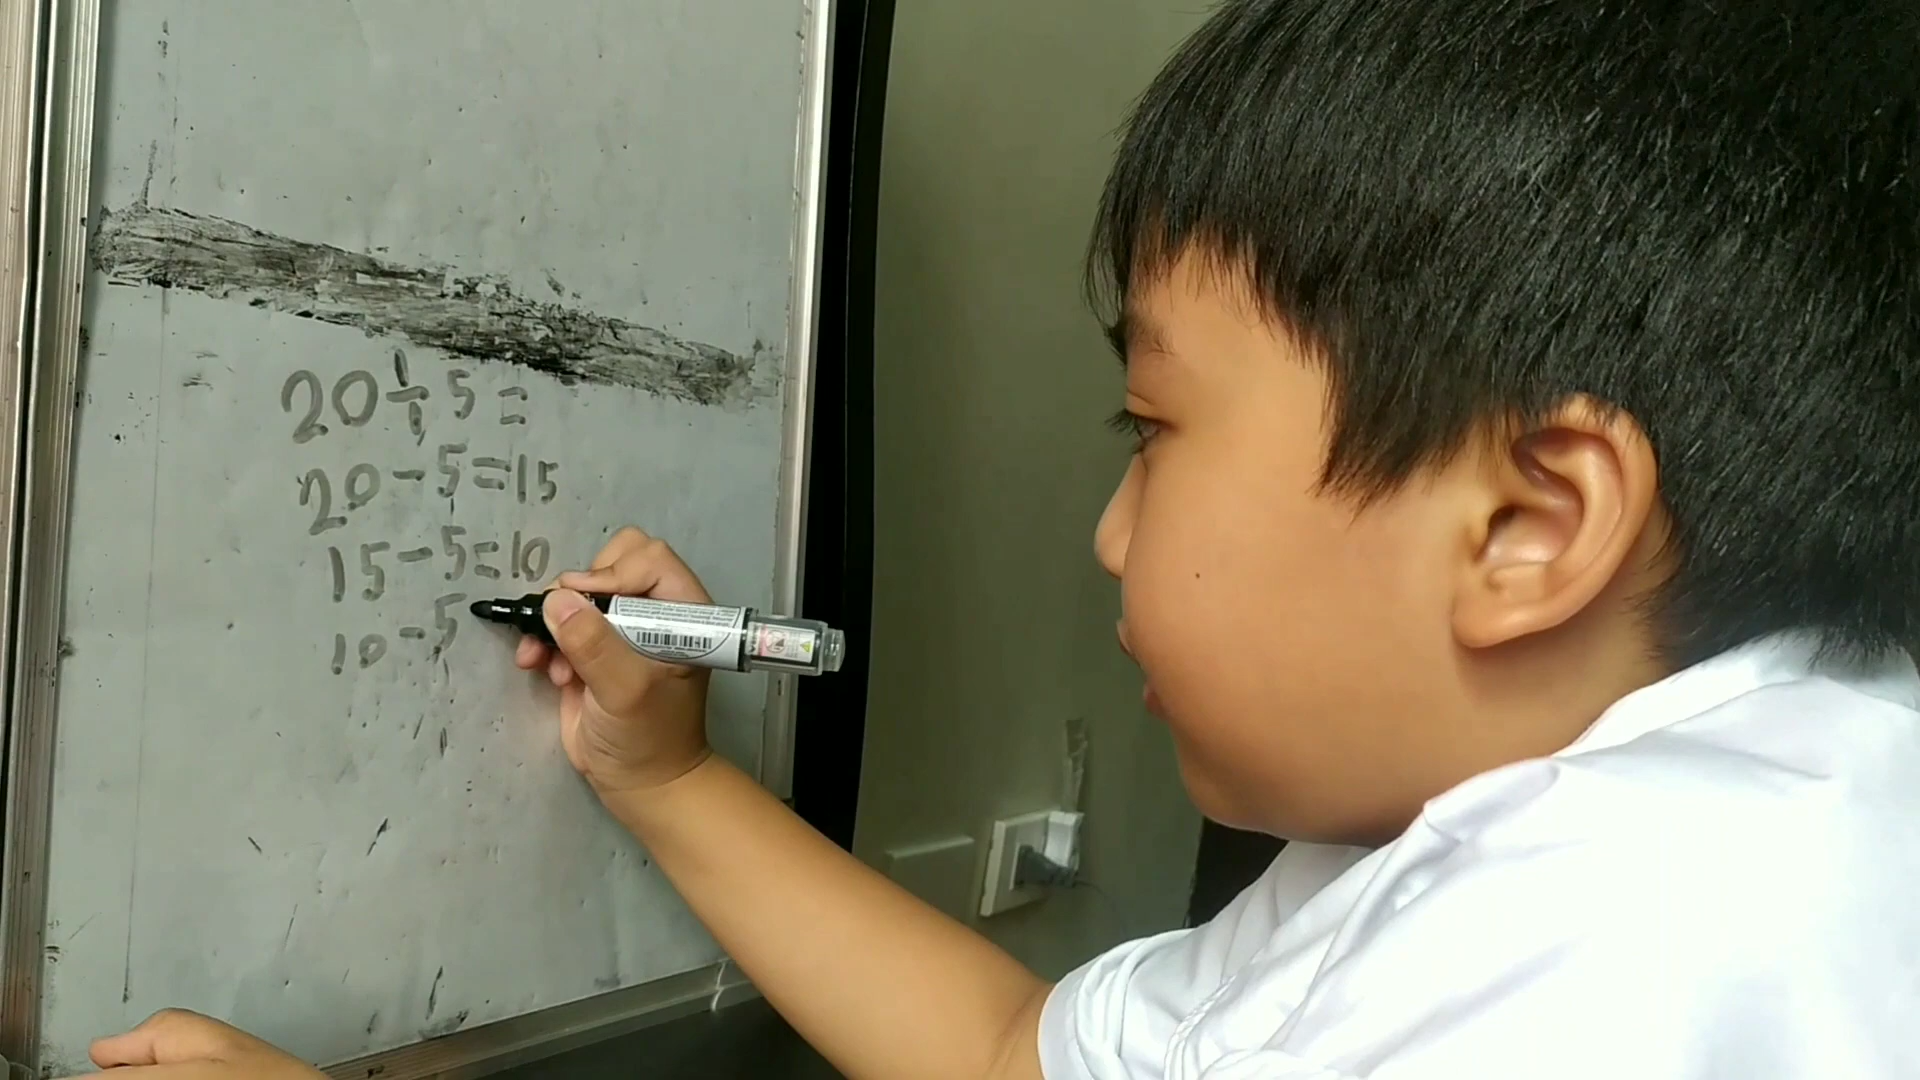 20 ÷ 5 =
20 - 5 = 15
15 - 5 = 10
10 - 5